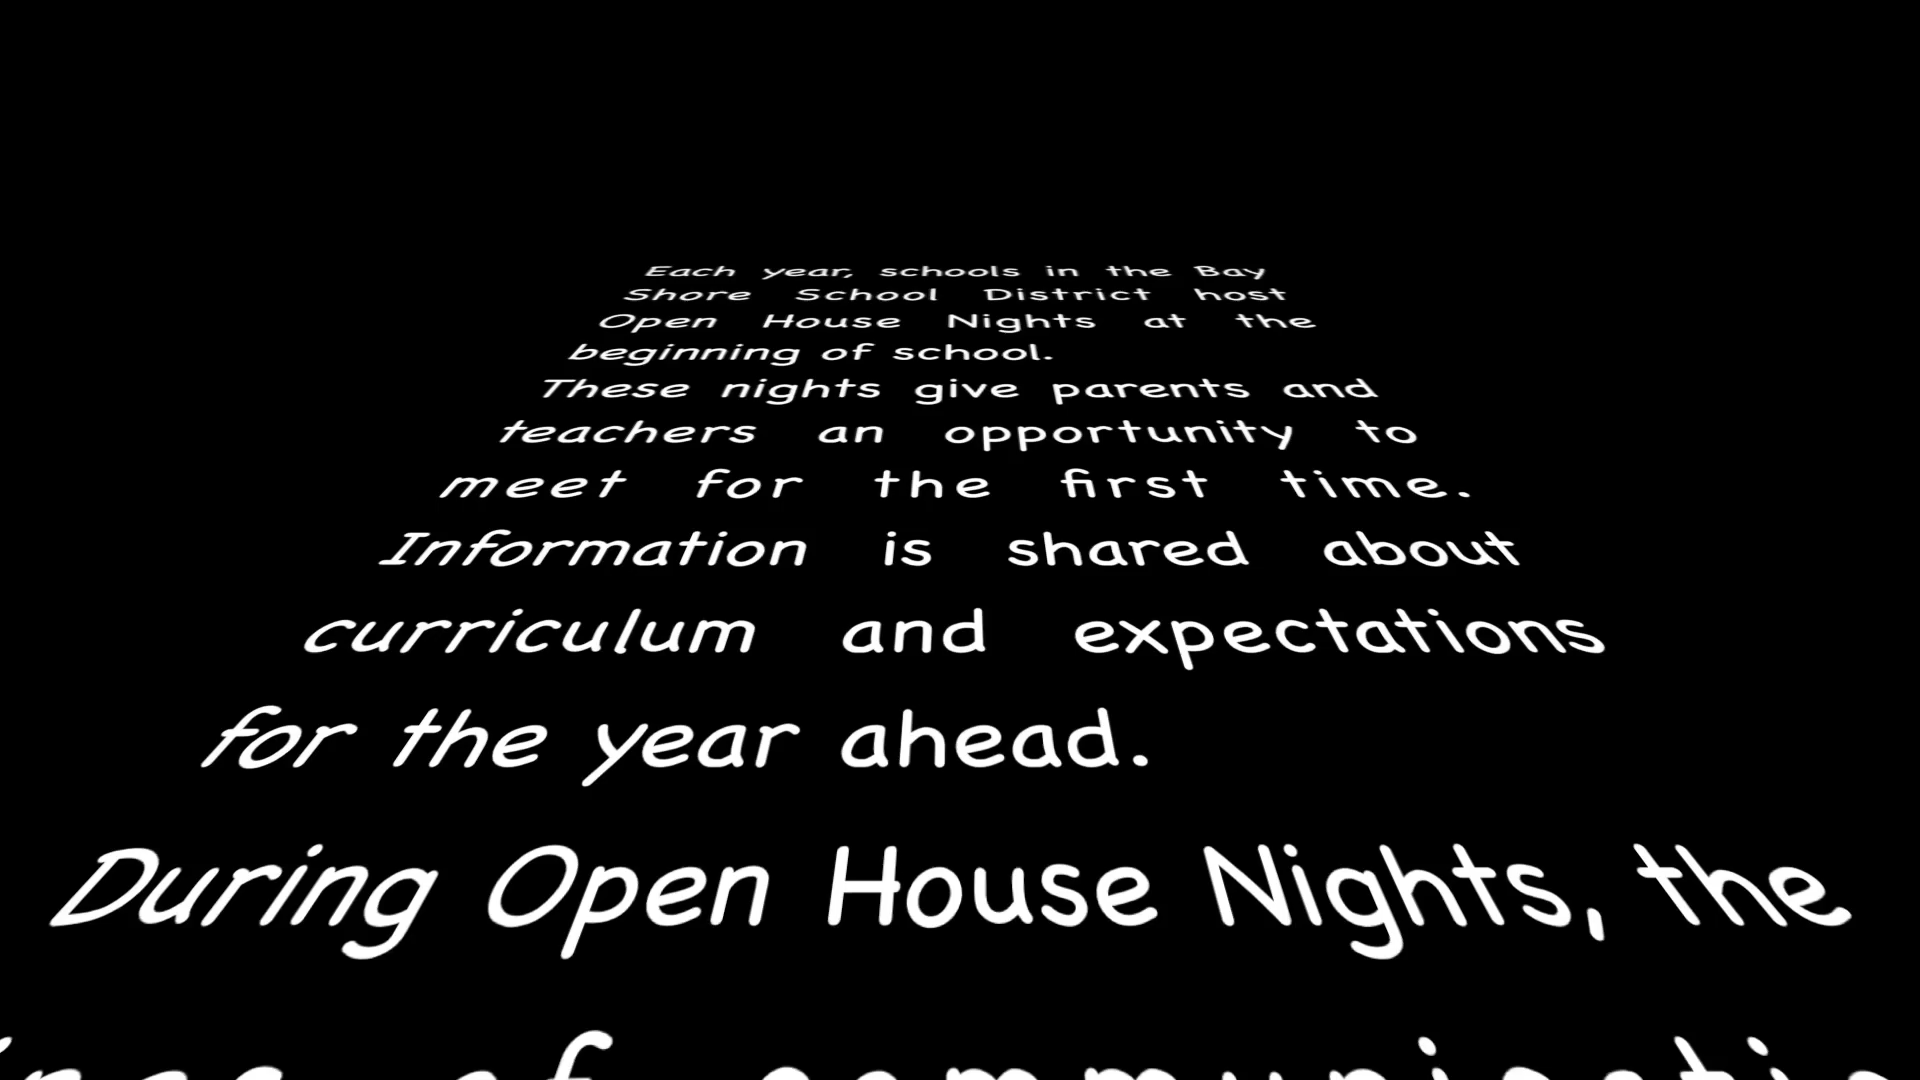 Each year, schools in the Bay
Shore School District host
Open House Nights at the
beginning of school.
These nights give parents and
teachers an opportunity to
meet for the first time.
Information is shared about
curriculum and expectations
for the year ahead.
During Open House Nights, the
of